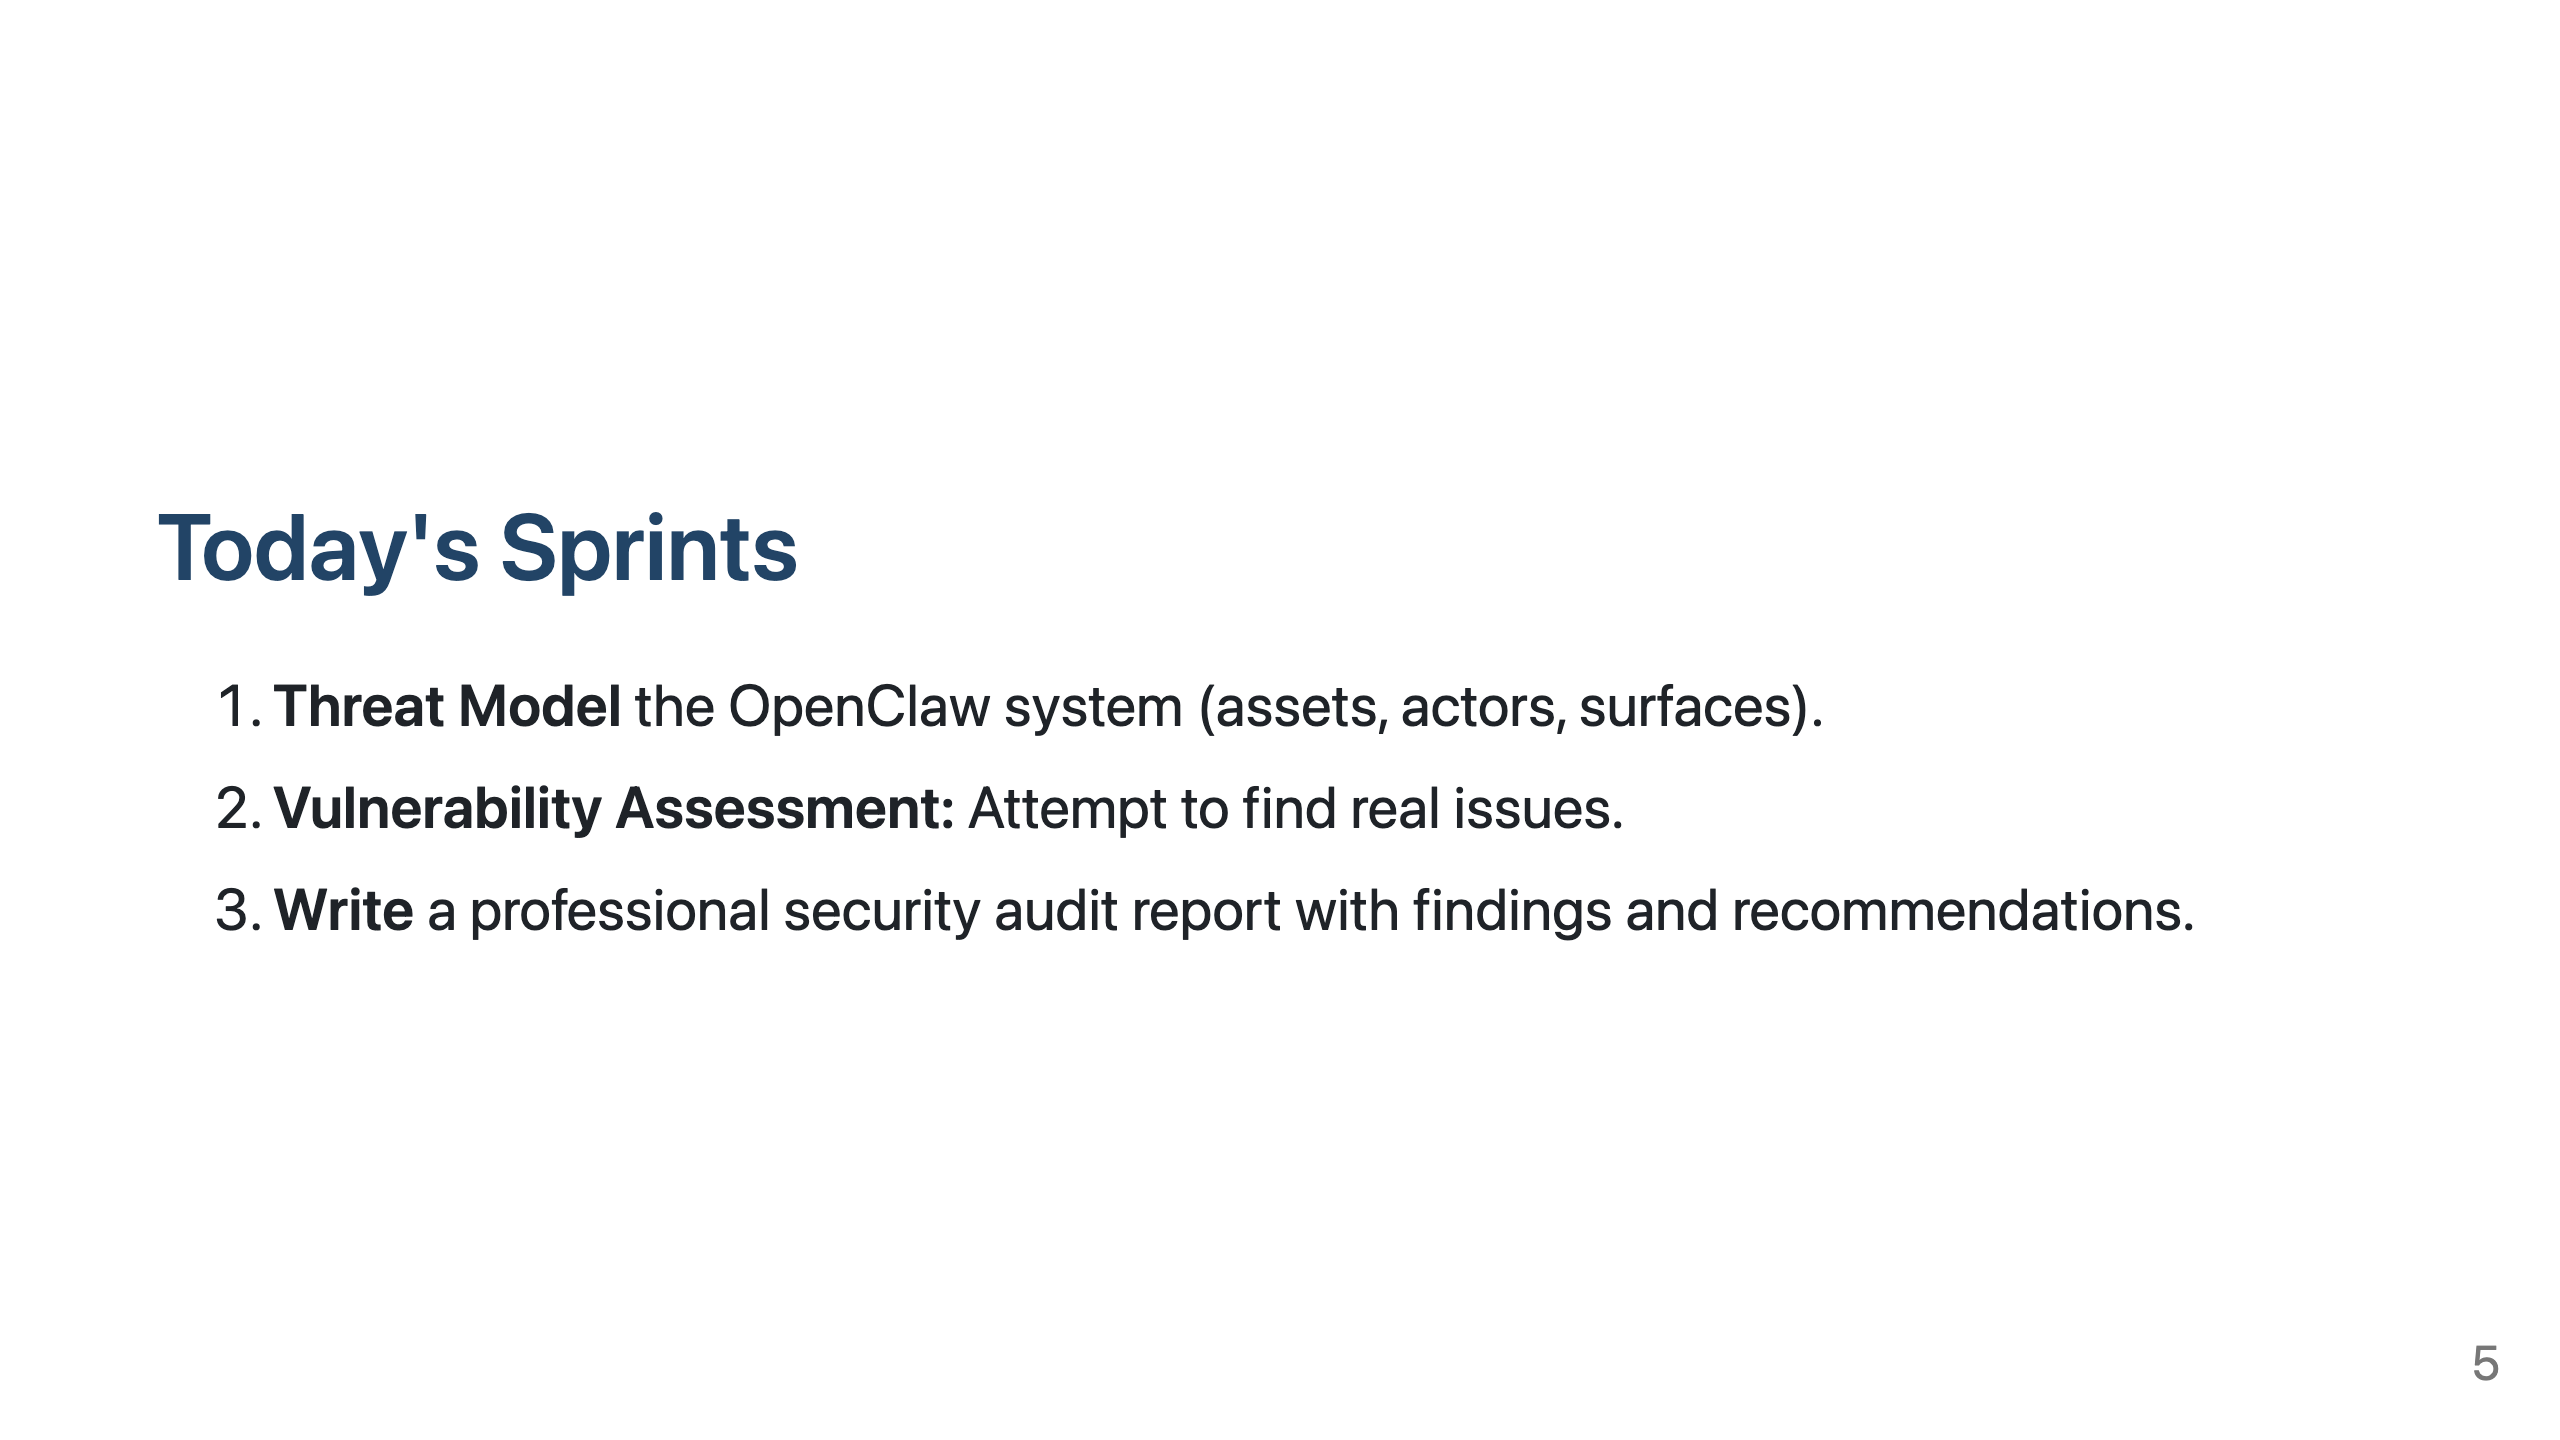 Today's Sprints
1. Threat Model the OpenClaw system (assets, actors, surfaces).
2. Vulnerability Assessment: Attempt to find real issues.
3. Write a professional security audit report with findings and recommendations.
5